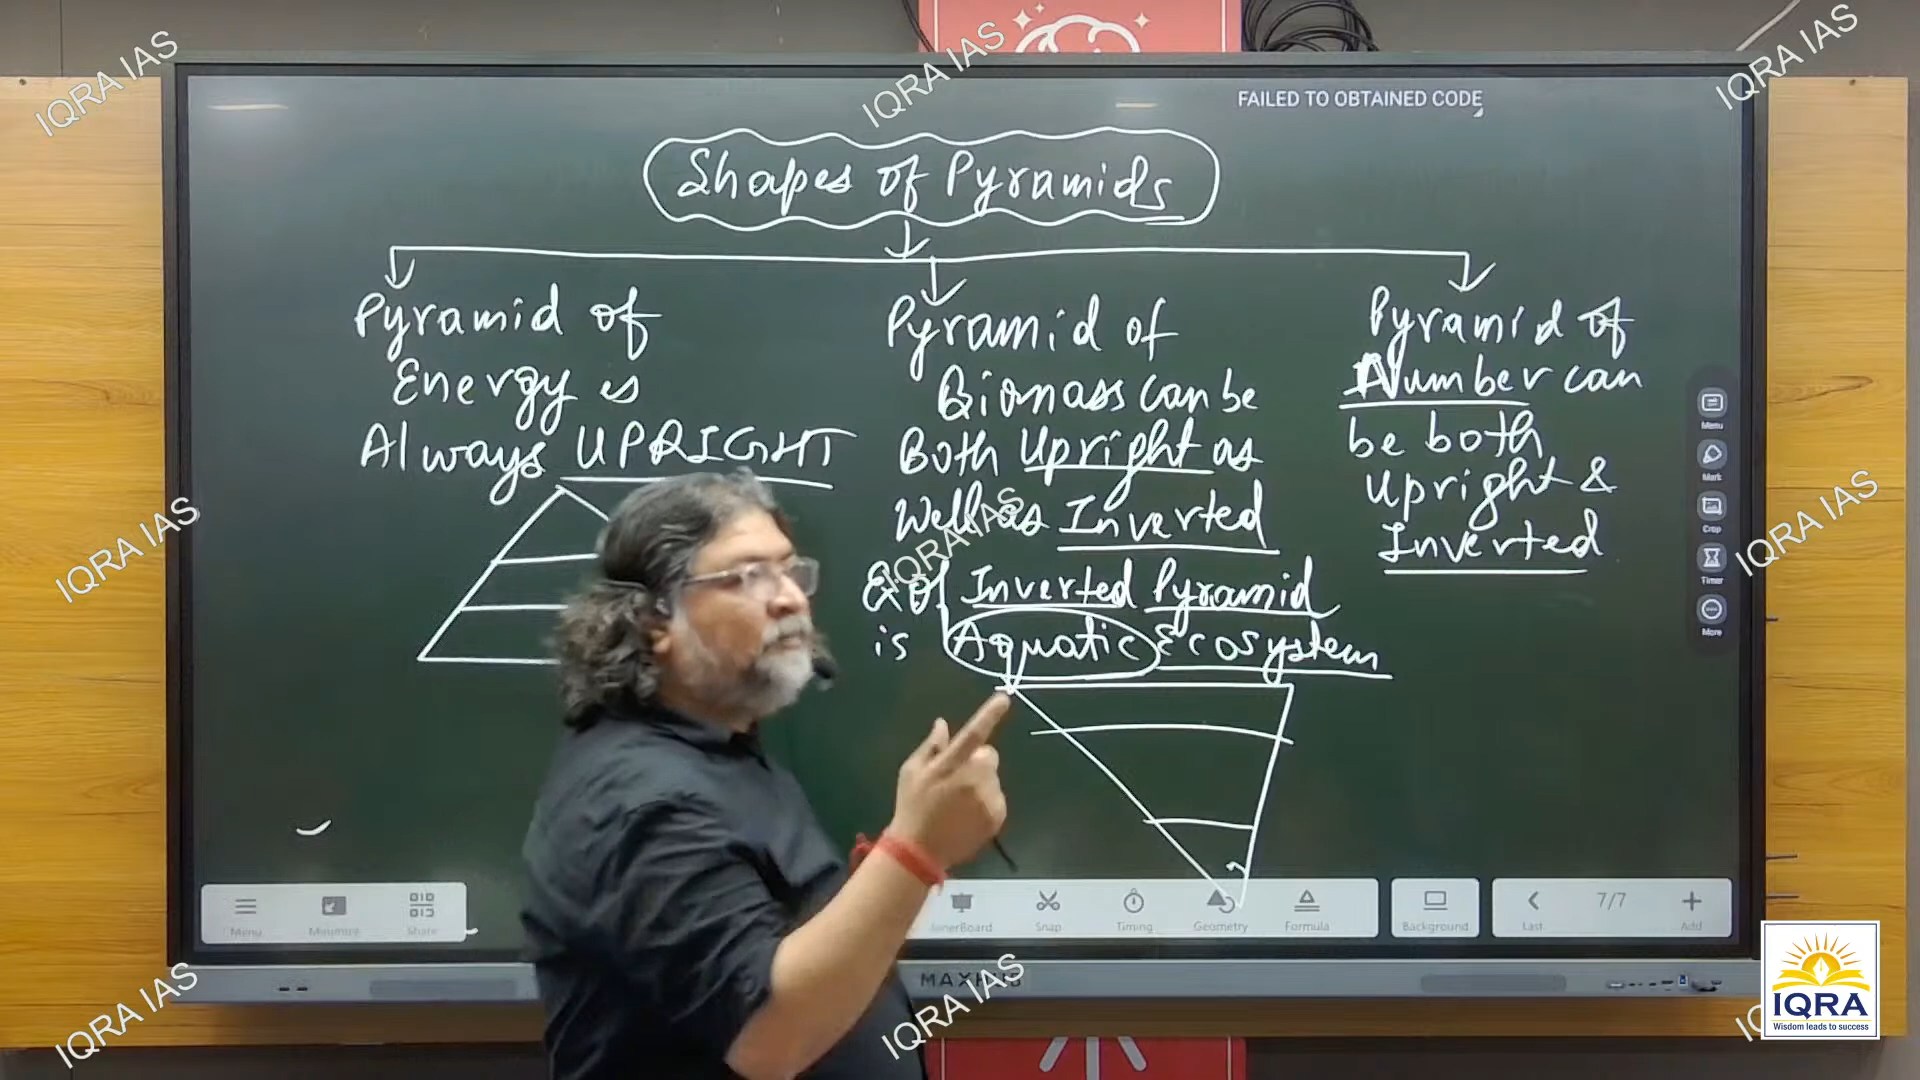 IQRA IAS
IQRA IAS
IQRA IAS
FAILED TO OBTAINED CODE
Shapes of Pyramids
Pyramid of
Energy is
Always UPRIGHT
Pyramid of
Biomass can be
Both Upright as
Well as Inverted
Ex of Inverted Pyramid
is Aquatic Ecosystem
Pyramid of
Number can
be both
Upright &
Inverted
Menu
Mark
Crop
Timer
More
IQRA IAS
IQRA IAS
IQRA IAS
Menu
Minimize
Share
Snap
Timing
Geometry
Formula
Background
Last
7/7
Add
IQRA IAS
IQRA IAS
IQRA
Wisdom leads to success